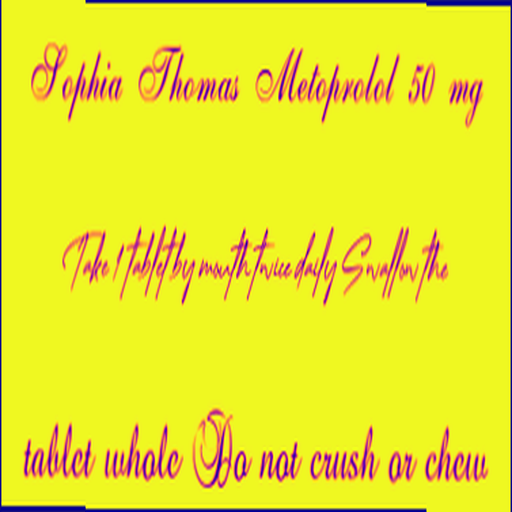 Sophia Thomas Metoprolol 50 mg
Take 1 tablet by mouth twice daily Swallow the
tablet whole Do not crush or chew